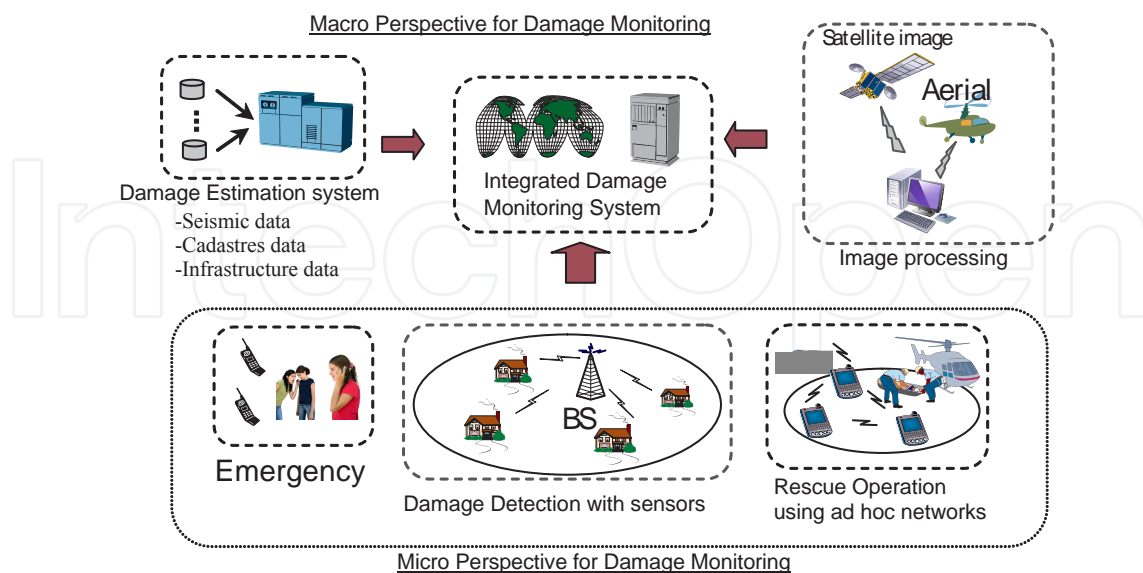 Macro Perspective for Damage Monitoring
Satellite image
Aerial
Damage Estimation system
-Seismic data
-Cadastres data
-Infrastructure data
Integrated Damage
Monitoring System
Image processing
BS
Emergency
Damage Detection with sensors
Rescue Operation
using ad hoc networks
Micro Perspective for Damage Monitoring
IntechOpen